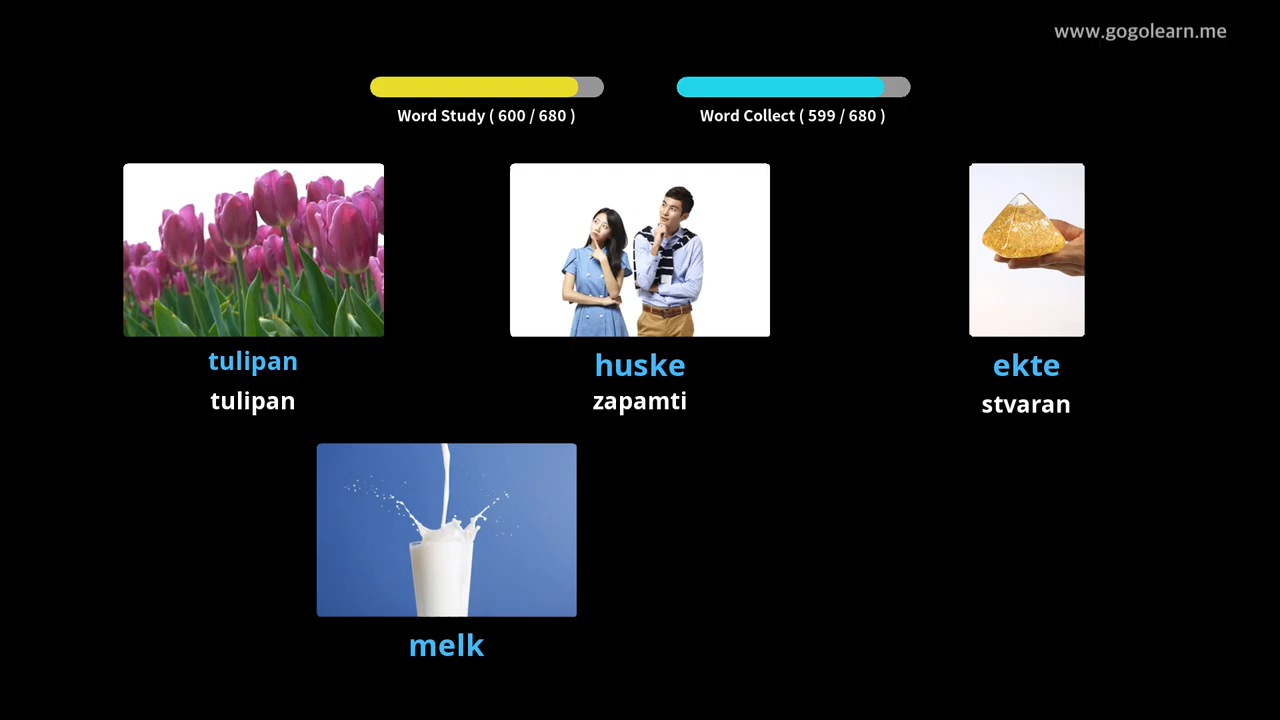 www.gogolearn.me
Word Study ( 600 / 680 )
Word Collect ( 599 / 680 )
tulipan
tulipan
huske
zapamti
ekte
stvaran
melk